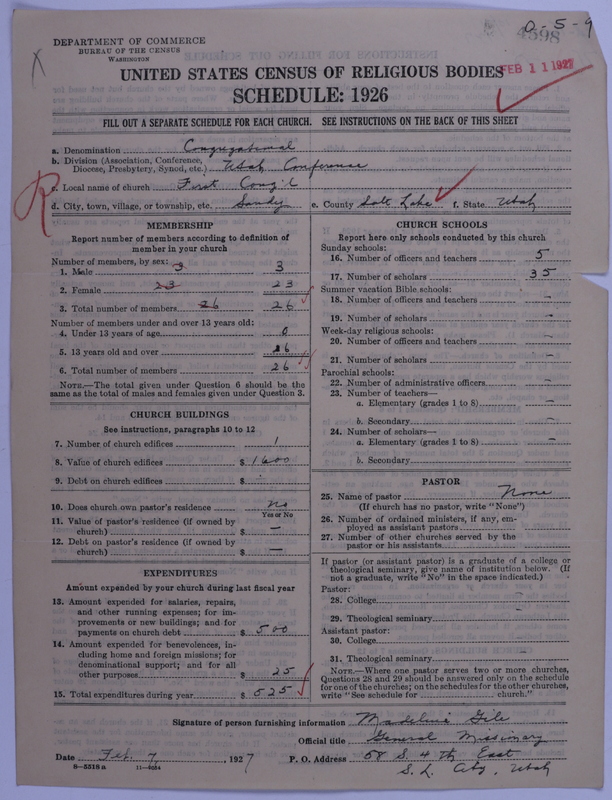 0-5-9
4598
DEPARTMENT OF COMMERCE
BUREAU OF THE CENSUS
WASHINGTON
X
FEB 11 1927
UNITED STATES CENSUS OF RELIGIOUS BODIES
SCHEDULE: 1926
FILL OUT A SEPARATE SCHEDULE FOR EACH CHURCH. SEE INSTRUCTIONS ON THE BACK OF THIS SHEET
a. Denomination Congregational
b. Division (Association, Conference, Diocese, Presbytery, Synod, etc.) Utah Conference
R
c. Local name of church First Cong'l
d. City, town, village, or township, etc. Sandy e. County Salt Lake f. State Utah
MEMBERSHIP
Report number of members according to definition of
member in your church
Number of members, by sex:
1. Male 3 3
2. Female 23 23
3. Total number of members 26 26
Number of members under and over 13 years old:
4. Under 13 years of age 0
5. 13 years old and over 26
6. Total number of members 26
NOTE.—The total given under Question 6 should be the
same as the total of males and females given under Question 3.
CHURCH BUILDINGS
See instructions, paragraphs 10 to 12
7. Number of church edifices 1
8. Value of church edifices $ 1600
9. Debt on church edifices $
10. Does church own pastor's residence No
Yes or No
11. Value of pastor's residence (if owned by
church) $ —
12. Debt on pastor's residence (if owned by
church) $ —
EXPENDITURES
Amount expended by your church during last fiscal year
13. Amount expended for salaries, repairs,
and other running expenses; for im-
provements or new buildings; and for
payments on church debt $ 500
14. Amount expended for benevolences, in-
cluding home and foreign missions; for
denominational support; and for all
other purposes $ 25
15. Total expenditures during year $ 525
CHURCH SCHOOLS
Report here only schools conducted by this church
Sunday schools:
16. Number of officers and teachers 5
17. Number of scholars 35
Summer vacation Bible schools:
18. Number of officers and teachers —
19. Number of scholars —
Week-day religious schools:
20. Number of officers and teachers —
21. Number of scholars —
Parochial schools:
22. Number of administrative officers —
23. Number of teachers—
a. Elementary (grades 1 to 8) —
b. Secondary —
24. Number of scholars—
a. Elementary (grades 1 to 8) —
b. Secondary
PASTOR
25. Name of pastor None
(If church has no pastor, write "None")
26. Number of ordained ministers, if any, em-
ployed as assistant pastors
27. Number of other churches served by the
pastor or his assistants
If pastor (or assistant pastor) is a graduate of a college or
theological seminary, give name of institution below. (If
not a graduate, write "No" in the space indicated.)
Pastor:
28. College
29. Theological seminary
Assistant pastor:
30. College
31. Theological seminary
NOTE.—Where one pastor serves two or more churches,
Questions 28 and 29 should be answered only on the schedule
for one of the churches; on the schedules for the other churches,
write "See schedule for church."
Signature of person furnishing information Madeline Gile
Official title General Missionary
Date Feb. 7, 1927 P. O. Address 58 S. 4th East
S. L. City, Utah
8—5318 a 11—9024